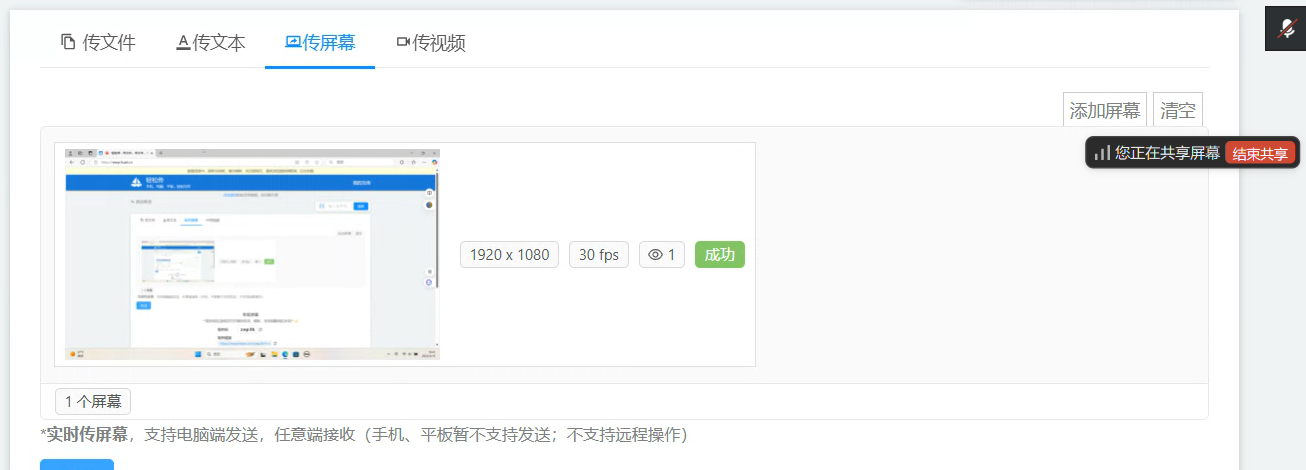 传文件 传文本 传屏幕 传视频
添加屏幕 清空
您正在共享屏幕 结束共享
1920 x 1080 30 fps 1 成功
1 个屏幕
*实时传屏幕，支持电脑端发送，任意端接收（手机、平板暂不支持发送；不支持远程操作）